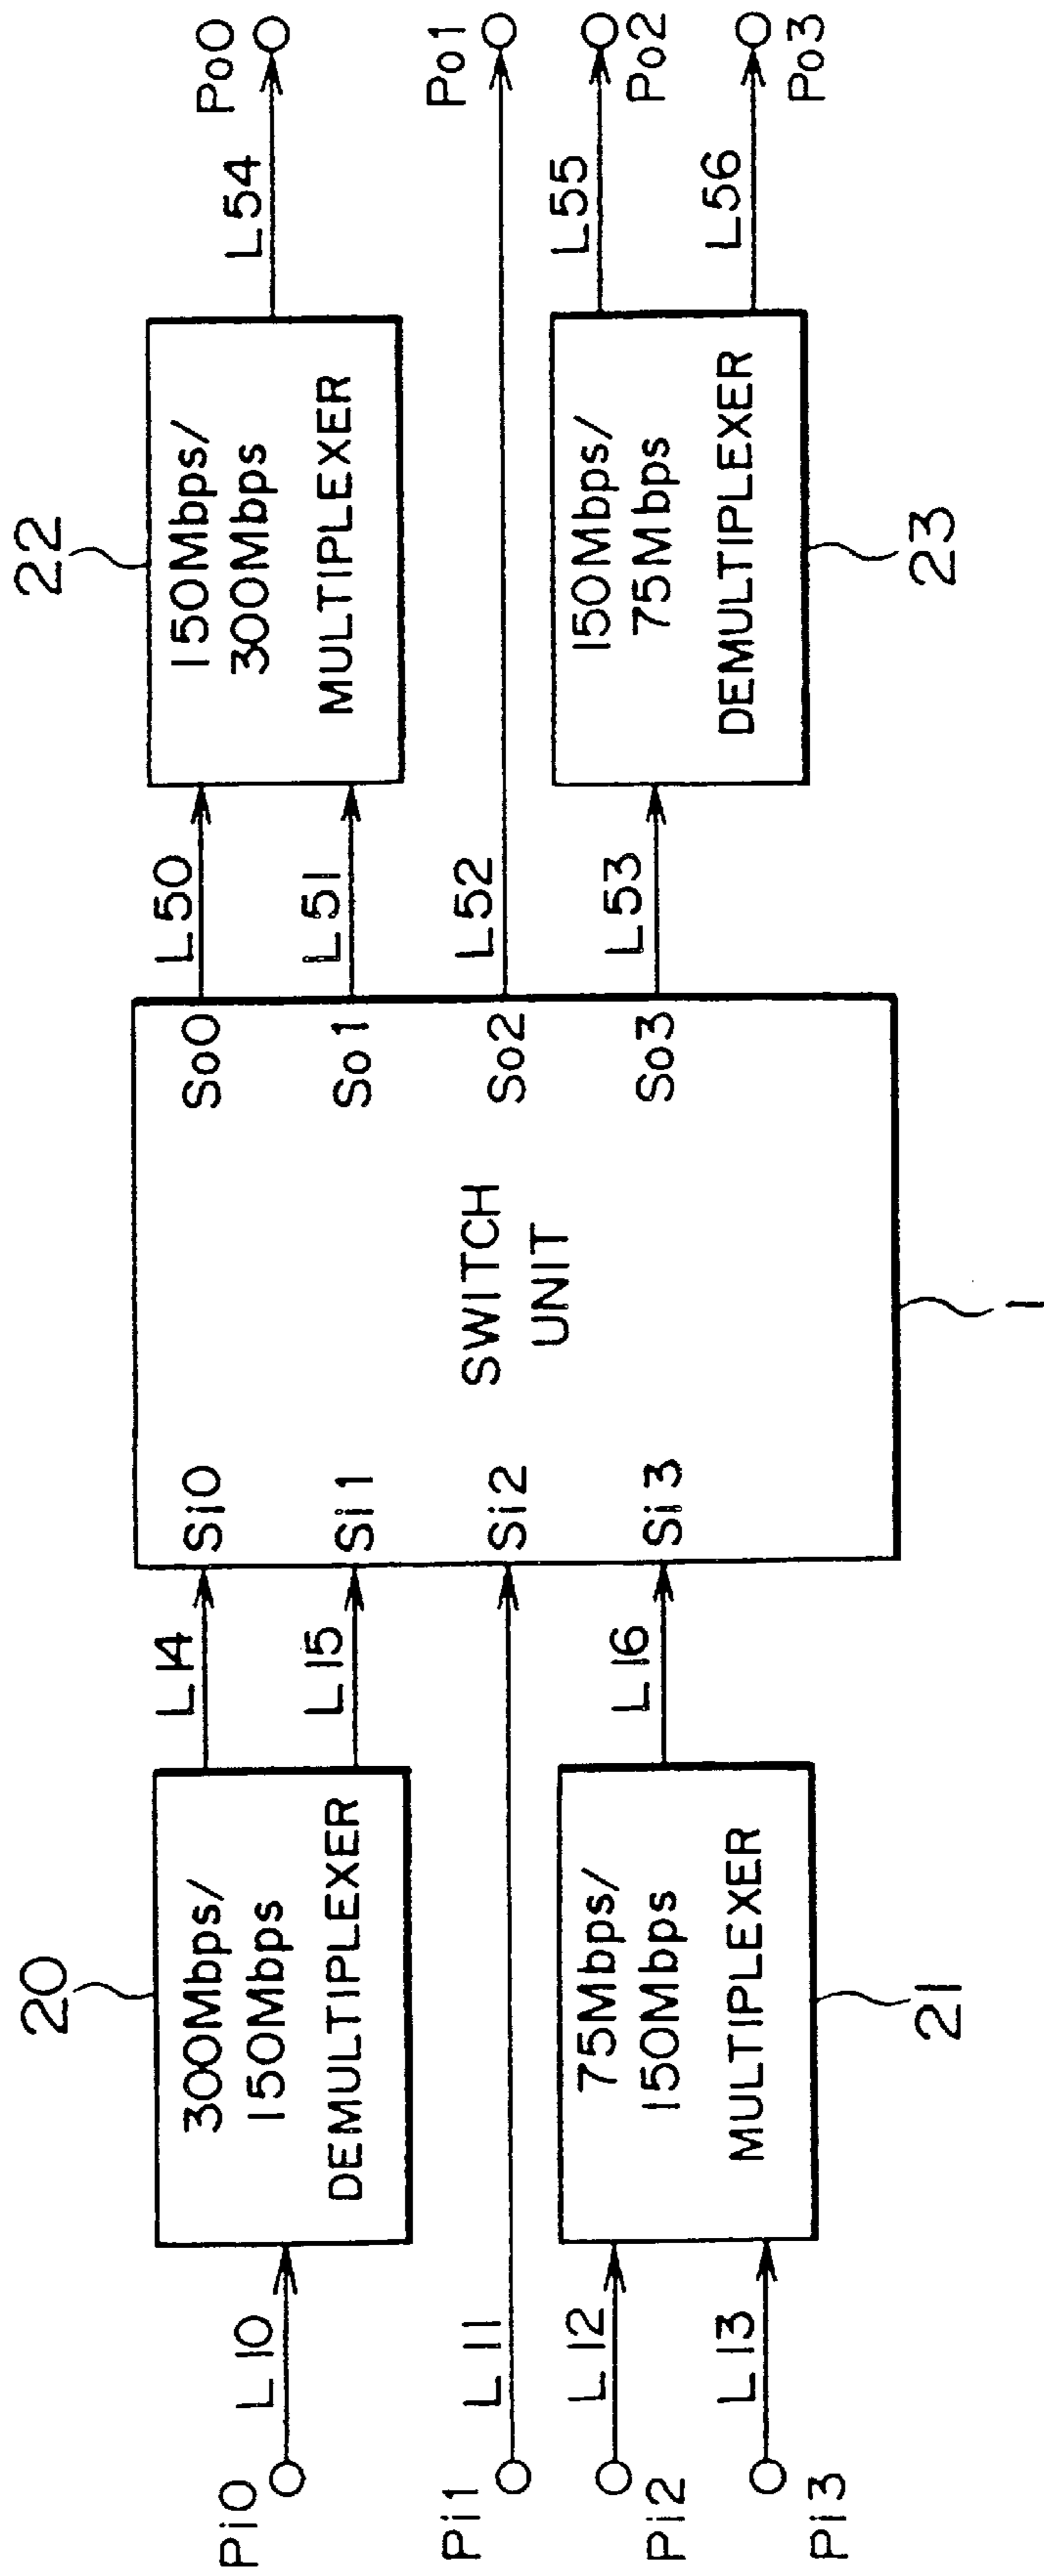 Pi0
L10
Pi1
L11
Pi2
L12
Pi3
L13
20
300Mbps/
150Mbps
DEMULTIPLEXER
21
75Mbps/
150Mbps
MULTIPLEXER
L14
L15
L16
Si0
Si1
Si2
Si3
SWITCH
UNIT
1
So0
So1
So2
So3
L50
L51
L52
L53
22
150Mbps/
300Mbps
MULTIPLEXER
23
150Mbps/
75Mbps
DEMULTIPLEXER
L54
L55
L56
Po0
Po1
Po2
Po3